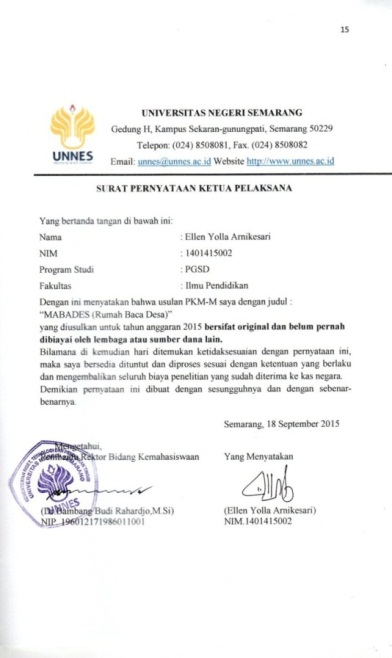 15
UNNES
UNIVERSITAS NEGERI SEMARANG
Gedung H, Kampus Sekaran-gunungpati, Semarang 50229
Telepon: (024) 8508081, Fax. (024) 8508082
Email: unnes@unnes.ac.id Website http://www.unnes.ac.id
SURAT PERNYATAAN KETUA PELAKSANA
Yang bertanda tangan di bawah ini:
Nama : Ellen Yolla Arnikesari
NIM : 1401415002
Program Studi : PGSD
Fakultas : Ilmu Pendidikan
Dengan ini menyatakan bahwa usulan PKM-M saya dengan judul :
“MABADES (Rumah Baca Desa)”
yang diusulkan untuk tahun anggaran 2015 bersifat original dan belum pernah
dibiayai oleh lembaga atau sumber dana lain.
Bilamana di kemudian hari ditemukan ketidaksesuaian dengan pernyataan ini,
maka saya bersedia dituntut dan diproses sesuai dengan ketentuan yang berlaku
dan mengembalikan seluruh biaya penelitian yang sudah diterima ke kas negara.
Demikian pernyataan ini dibuat dengan sesungguhnya dan dengan sebenar-
benarnya.
Semarang, 18 September 2015
Mengetahui,
Rektor Bidang Kemahasiswaan
Yang Menyatakan
UNNES
Bambang Budi Rahardjo,M.Si)
NIP. 196012171986011001
(Ellen Yolla Arnikesari)
NIM.1401415002